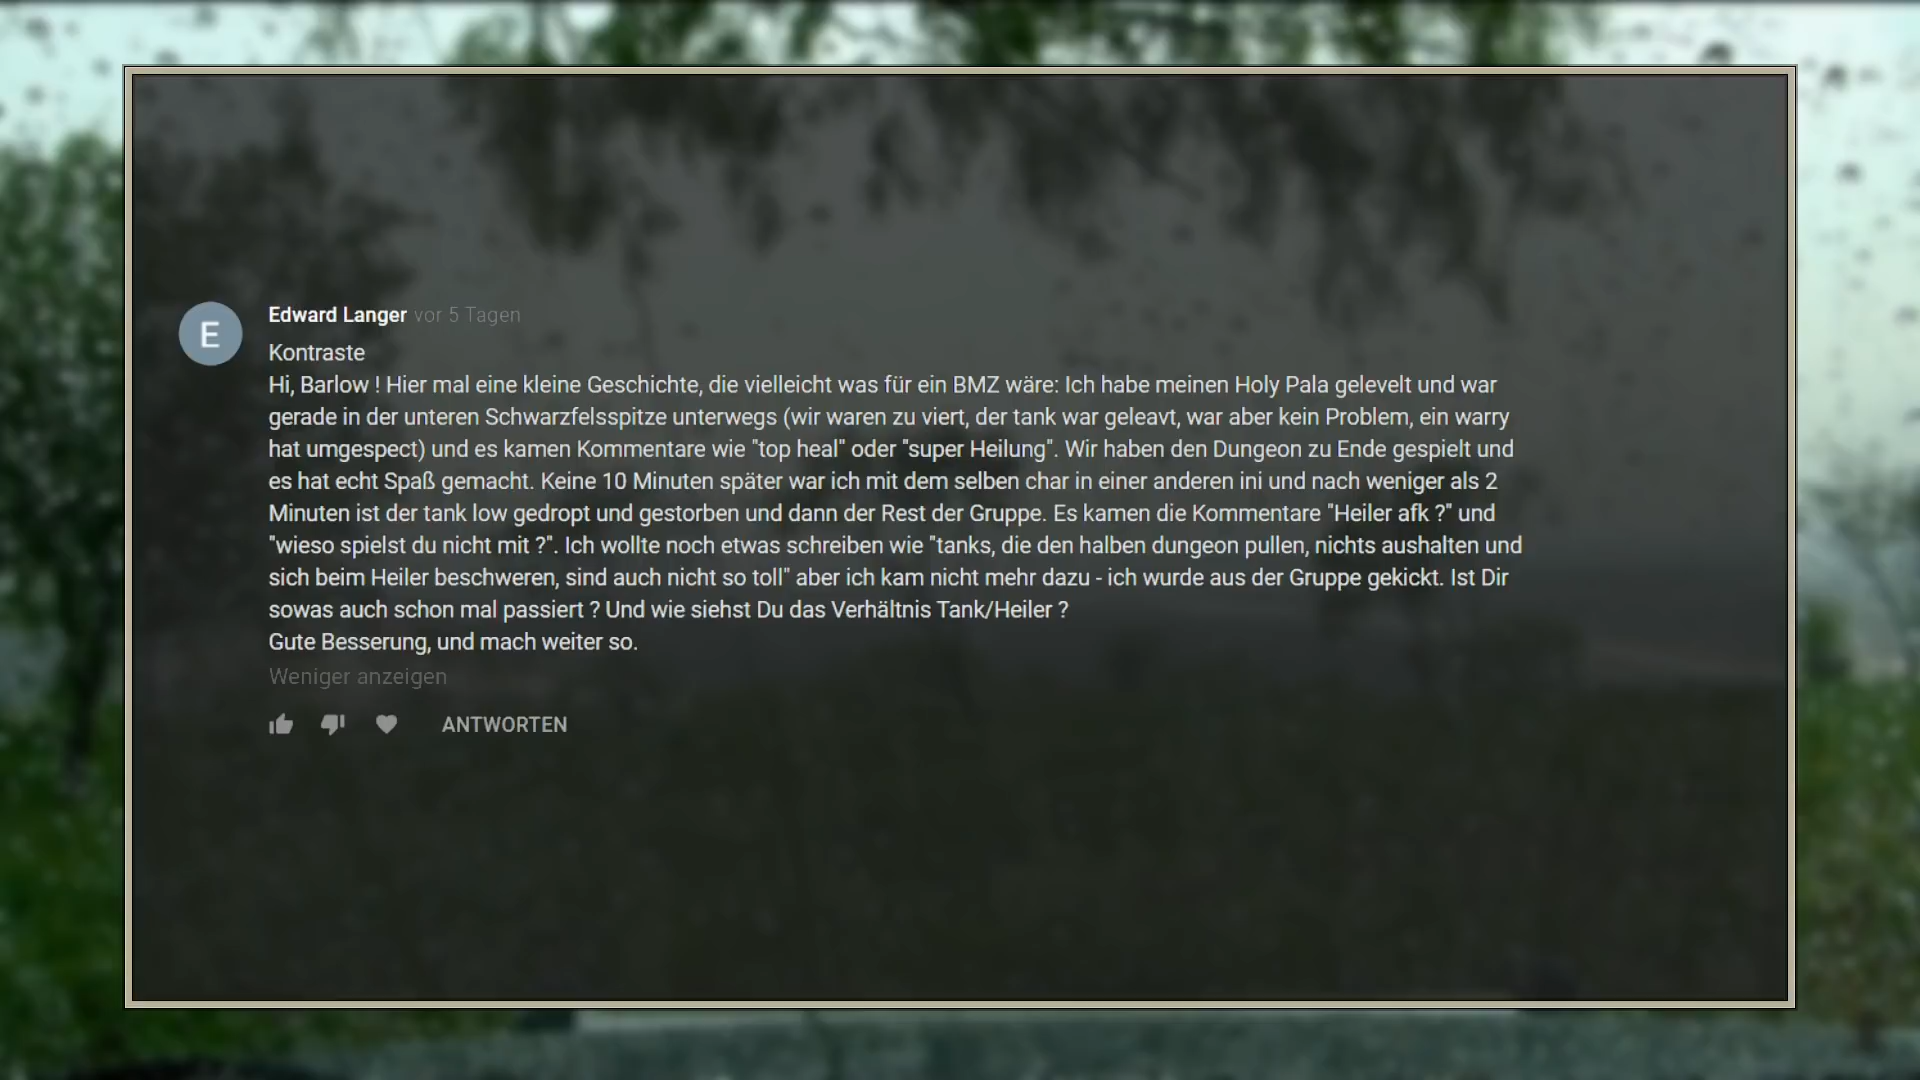 E
Edward Langer vor 5 Tagen
Kontraste
Hi, Barlow ! Hier mal eine kleine Geschichte, die vielleicht was für ein BMZ wäre: Ich habe meinen Holy Pala gelevelt und war
gerade in der unteren Schwarzfelsspitze unterwegs (wir waren zu viert, der tank war geleavt, war aber kein Problem, ein warry
hat umgespect) und es kamen Kommentare wie "top heal" oder "super Heilung". Wir haben den Dungeon zu Ende gespielt und
es hat echt Spaß gemacht. Keine 10 Minuten später war ich mit dem selben char in einer anderen ini und nach weniger als 2
Minuten ist der tank low gedropt und gestorben und dann der Rest der Gruppe. Es kamen die Kommentare "Heiler afk ?" und
"wieso spielst du nicht mit ?". Ich wollte noch etwas schreiben wie "tanks, die den halben dungeon pullen, nichts aushalten und
sich beim Heiler beschweren, sind auch nicht so toll" aber ich kam nicht mehr dazu - ich wurde aus der Gruppe gekickt. Ist Dir
sowas auch schon mal passiert ? Und wie siehst Du das Verhältnis Tank/Heiler ?
Gute Besserung, und mach weiter so.
Weniger anzeigen
ANTWORTEN